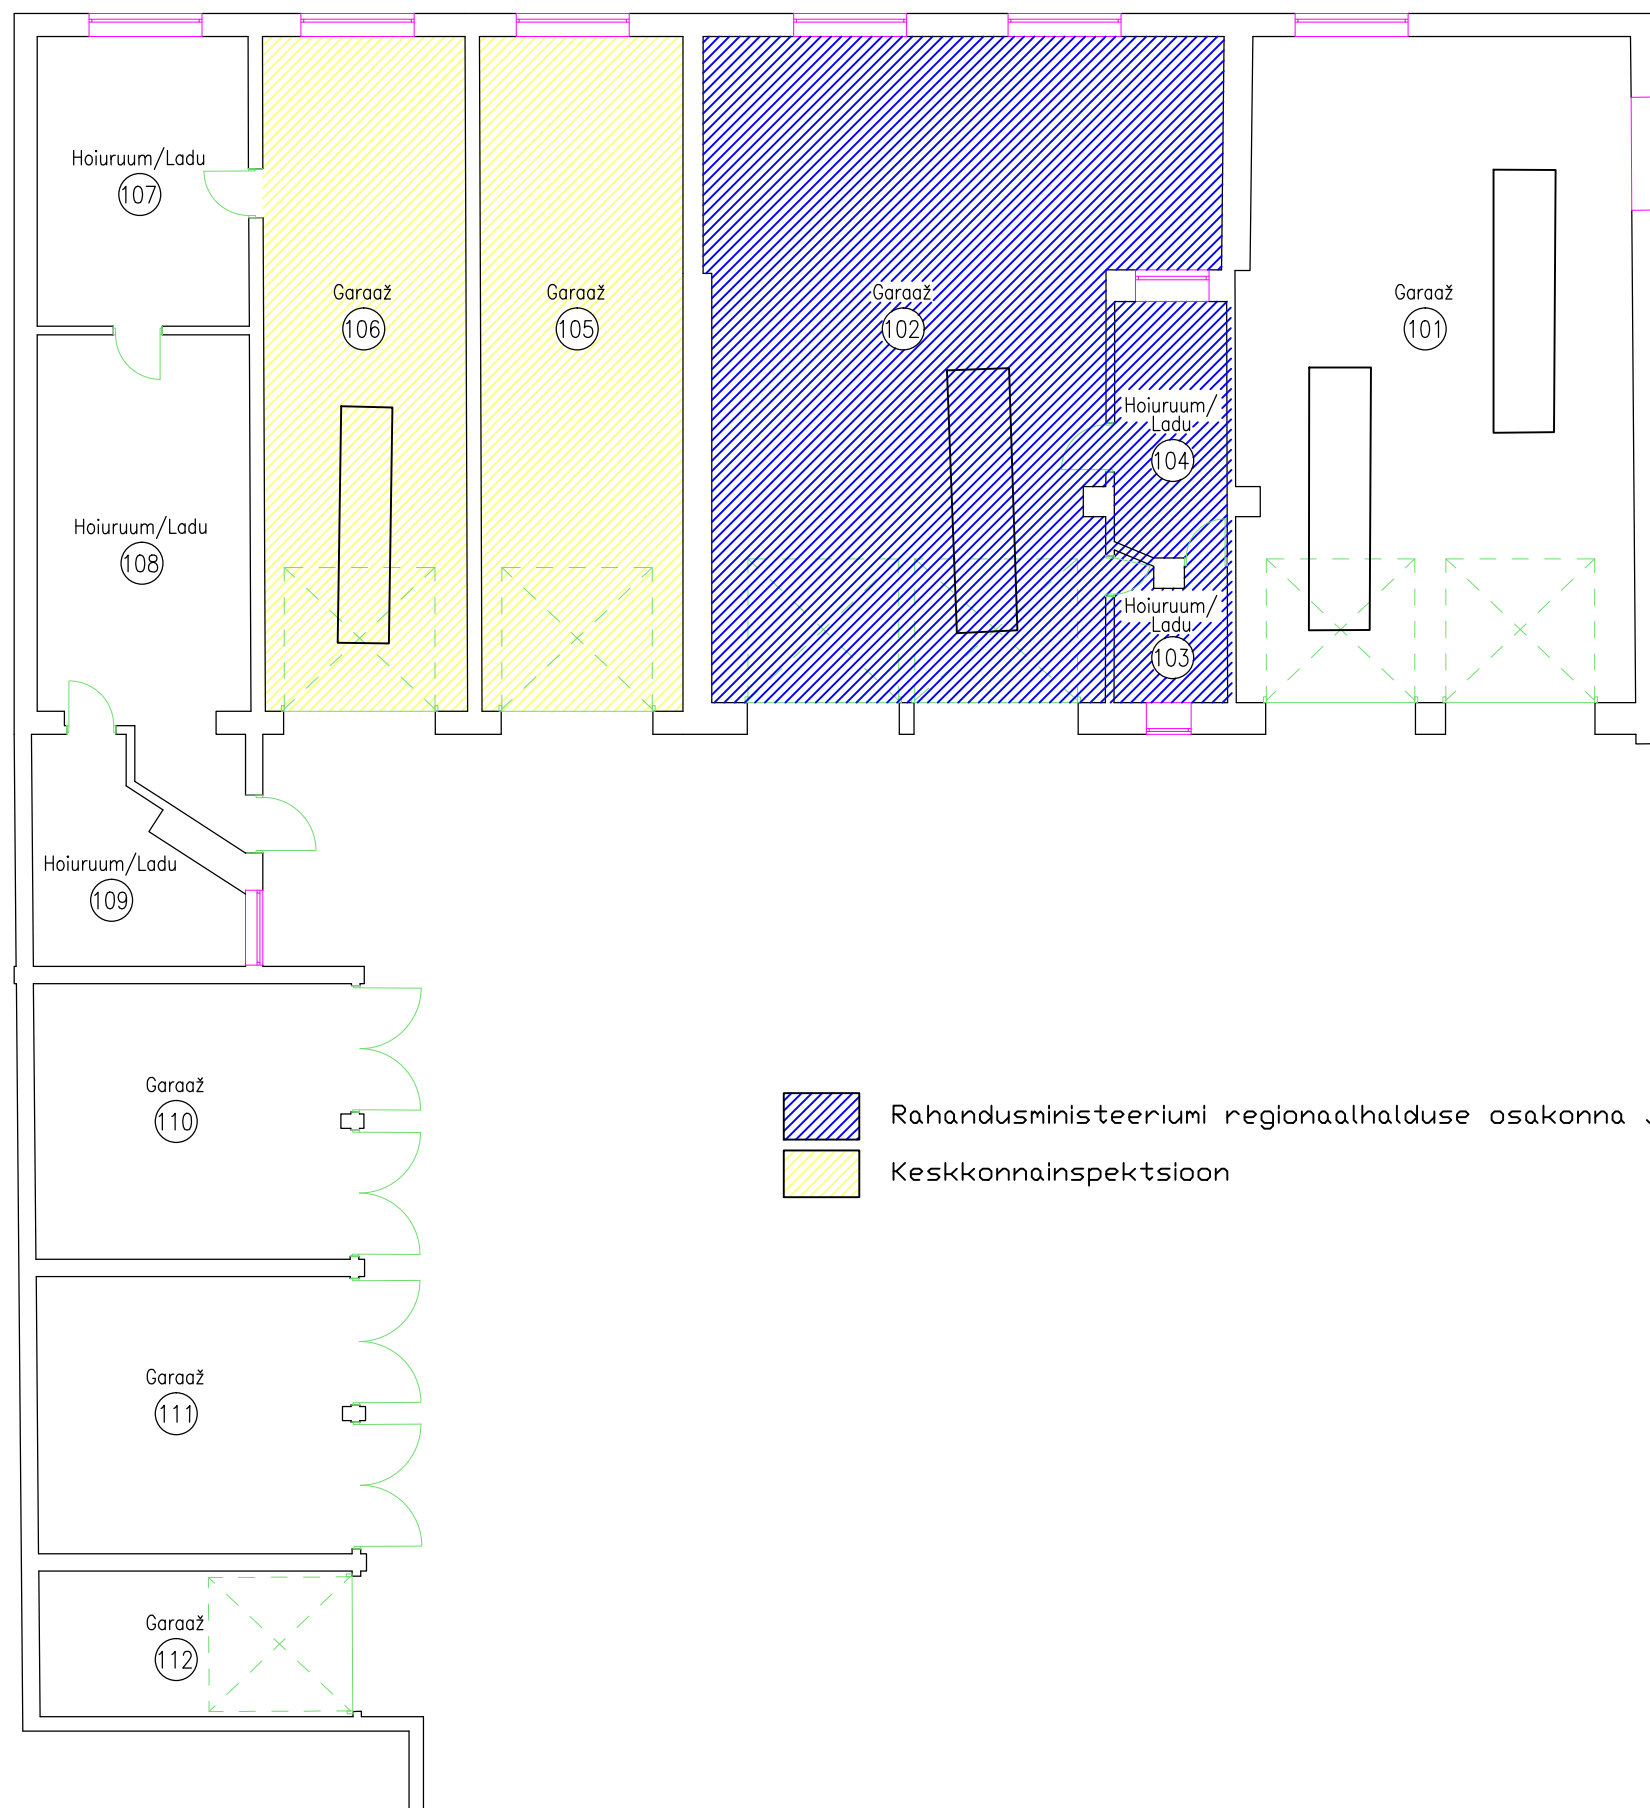 Hoiuruum/Ladu
107
Garaaž
106
Garaaž
105
Garaaž
102
Garaaž
101
Hoiuruum/
Ladu
104
Hoiuruum/Ladu
108
Hoiuruum/
Ladu
103
Hoiuruum/Ladu
109
Garaaž
110
Rahandusministeeriumi regionaalhalduse osakonna
Keskkonnainspektsioon
Garaaž
111
Garaaž
112